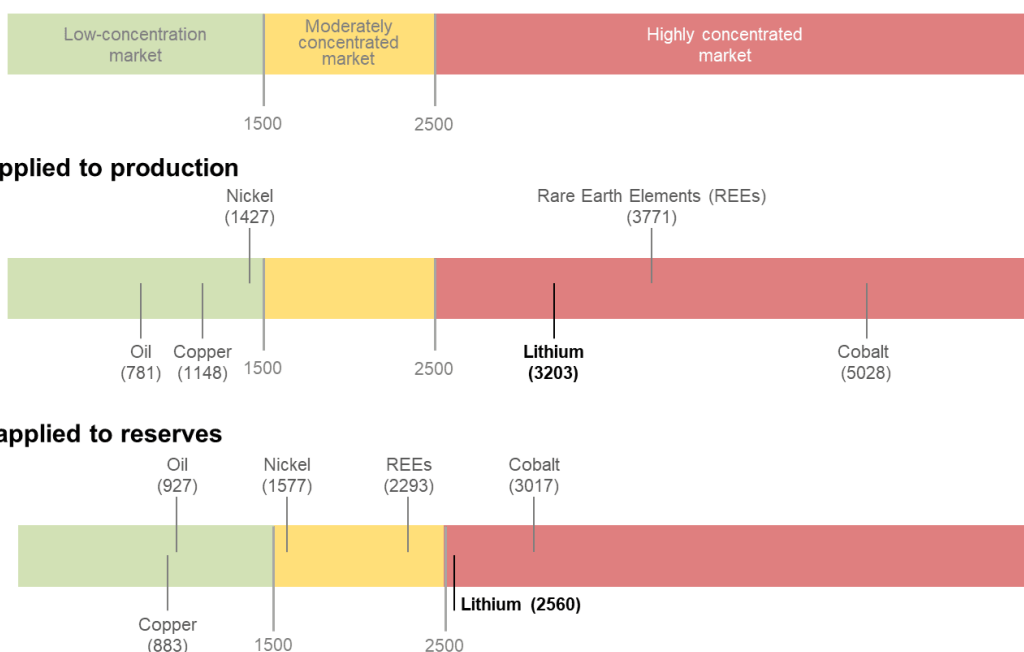 Low-concentration
market
Moderately
concentrated
market
Highly concentrated
market
1500
2500
pplied to production
Nickel
(1427)
Rare Earth Elements (REEs)
(3771)
Oil
(781)
Copper
(1148)
1500
2500
Lithium
(3203)
Cobalt
(5028)
applied to reserves
Oil
(927)
Nickel
(1577)
REEs
(2293)
Cobalt
(3017)
Lithium (2560)
Copper
(883)
1500
2500